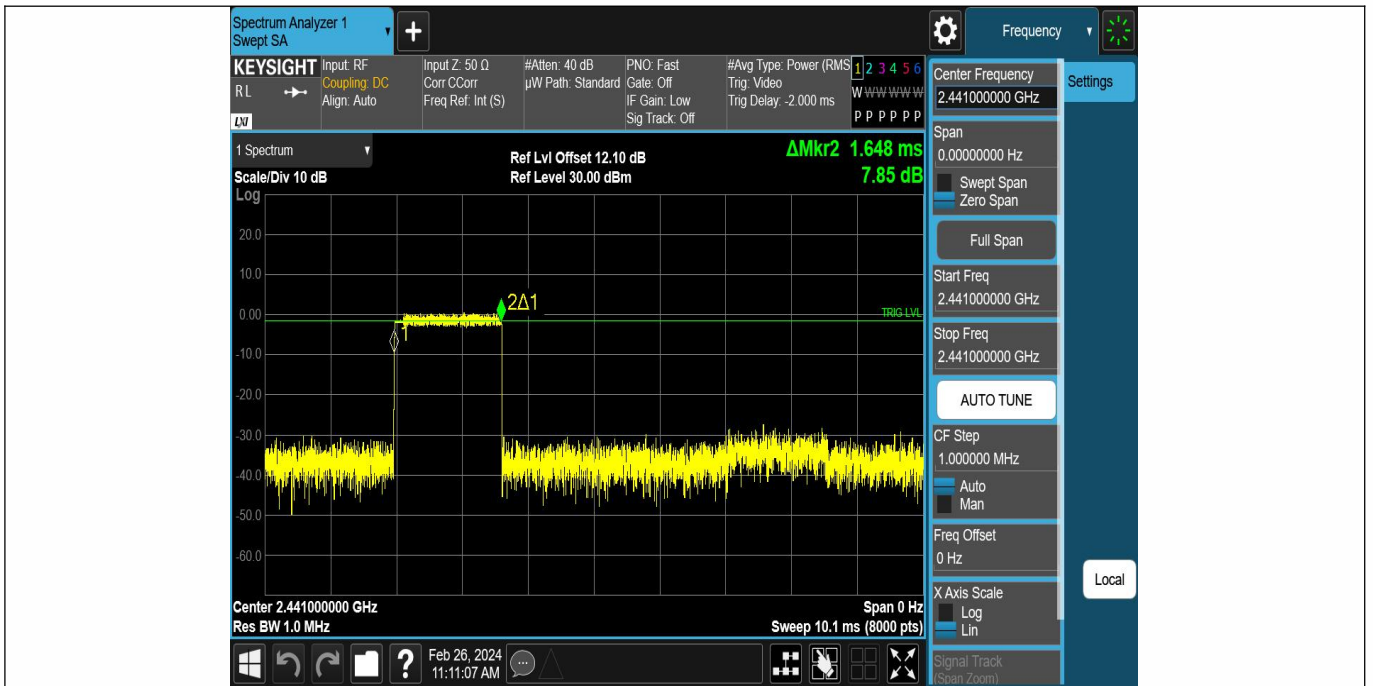 Spectrum Analyzer 1
Swept SA
+
Frequency
KEYSIGHT
RL
LXI
Input: RF
Coupling: DC
Align: Auto
Input Z: 50 Ω
Corr CCorr
Freq Ref: Int (S)
#Atten: 40 dB
µW Path: Standard
PNO: Fast
Gate: Off
IF Gain: Low
Sig Track: Off
#Avg Type: Power (RMS
Trig: Video
Trig Delay: -2.000 ms
1 2 3 4 5 6
W W W W W W
P P P P P P
1 Spectrum
Scale/Div 10 dB
Log
Ref Lvl Offset 12.10 dB
Ref Level 30.00 dBm
ΔMkr2 1.648 ms
7.85 dB
20.0
10.0
0.00
-10.0
-20.0
-30.0
-40.0
-50.0
-60.0
2Δ1
TRIG LVL
Center 2.441000000 GHz
Res BW 1.0 MHz
Span 0 Hz
Sweep 10.1 ms (8000 pts)
Center Frequency
2.441000000 GHz
Settings
Span
0.00000000 Hz
Swept Span
Zero Span
Full Span
Start Freq
2.441000000 GHz
Stop Freq
2.441000000 GHz
AUTO TUNE
CF Step
1.000000 MHz
Auto
Man
Freq Offset
0 Hz
X Axis Scale
Log
Lin
Local
Signal Track
(Span Zoom)
?
Feb 26, 2024
11:11:07 AM